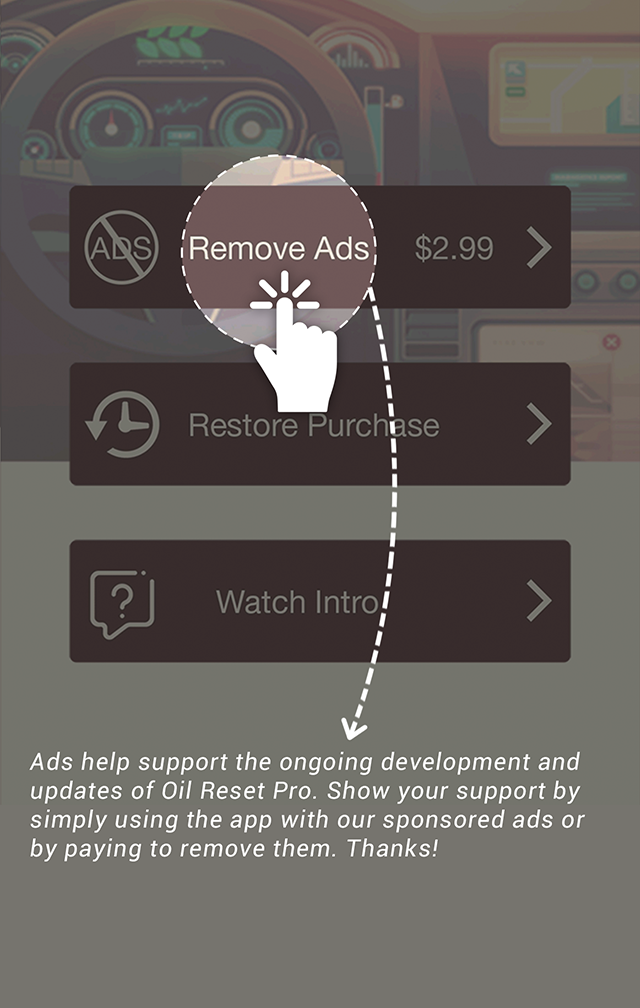 ADS
Remove Ads $2.99
Restore Purchase
Watch Intro
Ads help support the ongoing development and
updates of Oil Reset Pro. Show your support by
simply using the app with our sponsored ads or
by paying to remove them. Thanks!